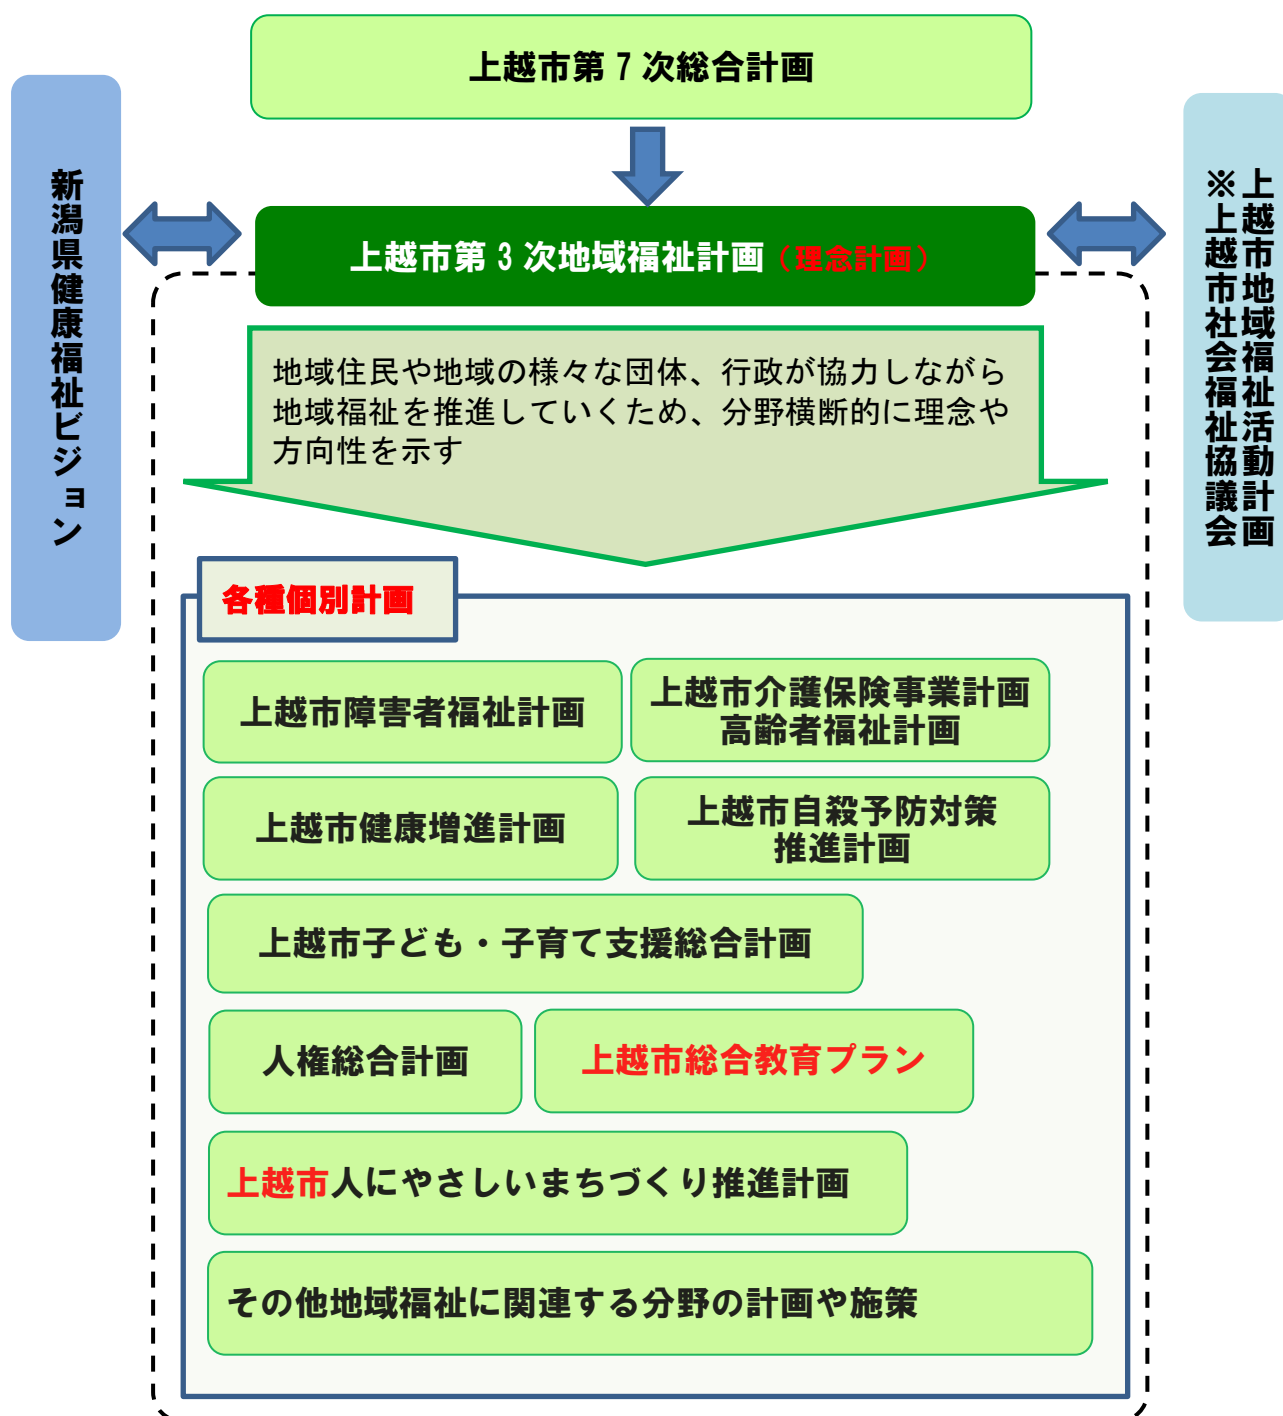 上越市第７次総合計画
新潟県健康福祉ビジョン
上越市第３次地域福祉計画（理念計画）
上越市地域福祉活動計画
※上越市社会福祉協議会
地域住民や地域の様々な団体、行政が協力しながら
地域福祉を推進していくため、分野横断的に理念や
方向性を示す
各種個別計画
上越市障害者福祉計画
上越市介護保険事業計画
高齢者福祉計画
上越市健康増進計画
上越市自殺予防対策
推進計画
上越市子ども・子育て支援総合計画
人権総合計画
上越市総合教育プラン
上越市人にやさしいまちづくり推進計画
その他地域福祉に関連する分野の計画や施策